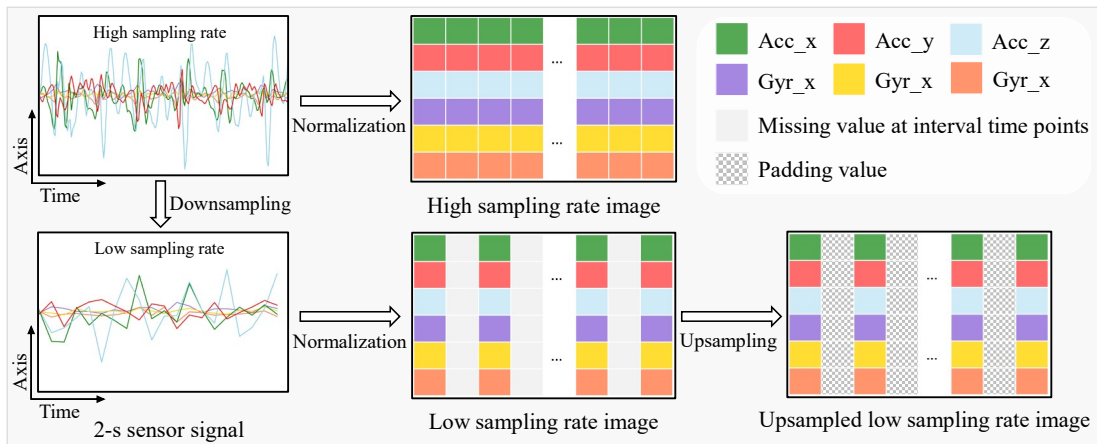 High sampling rate
Axis
Time
Normalization
...
...
High sampling rate image
Acc_x
Acc_y
Acc_z
Gyr_x
Gyr_x
Gyr_x
Missing value at interval time points
Padding value
Downsampling
Low sampling rate
Axis
Time
2-s sensor signal
Normalization
...
...
Low sampling rate image
Upsampling
...
...
Upsampled low sampling rate image